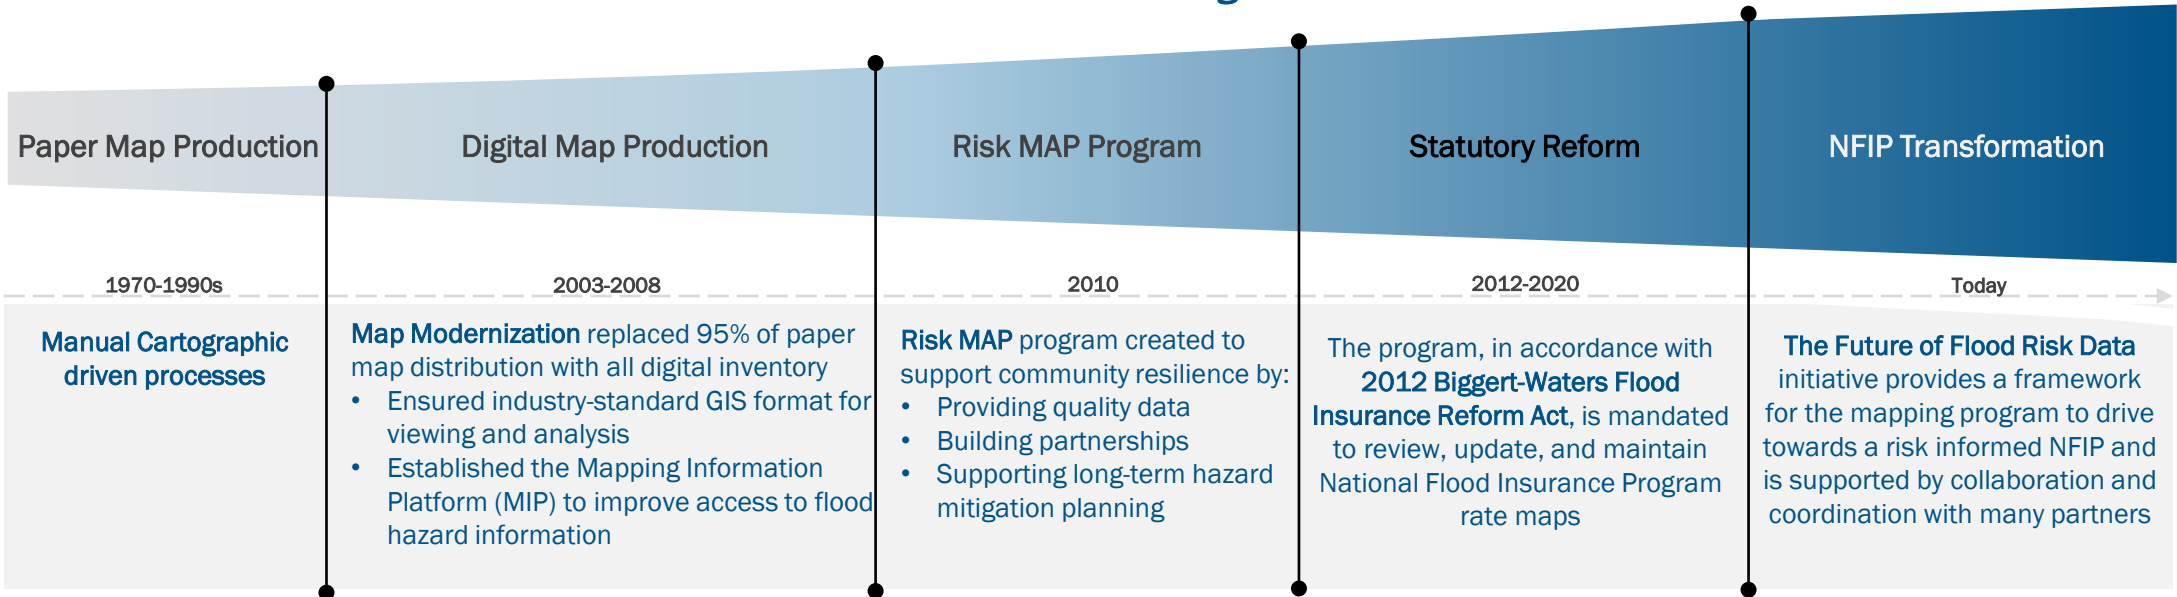 Paper Map Production
Digital Map Production
Risk MAP Program
Statutory Reform
NFIP Transformation
1970-1990s
2003-2008
2010
2012-2020
Today
Manual Cartographic
driven processes
Map Modernization replaced 95% of paper
map distribution with all digital inventory
• Ensured industry-standard GIS format for
viewing and analysis
• Established the Mapping Information
Platform (MIP) to improve access to flood
hazard information
Risk MAP program created to
support community resilience by:
• Providing quality data
• Building partnerships
• Supporting long-term hazard
mitigation planning
The program, in accordance with
2012 Biggert-Waters Flood
Insurance Reform Act, is mandated
to review, update, and maintain
National Flood Insurance Program
rate maps
The Future of Flood Risk Data
initiative provides a framework
for the mapping program to drive
towards a risk informed NFIP and
is supported by collaboration and
coordination with many partners